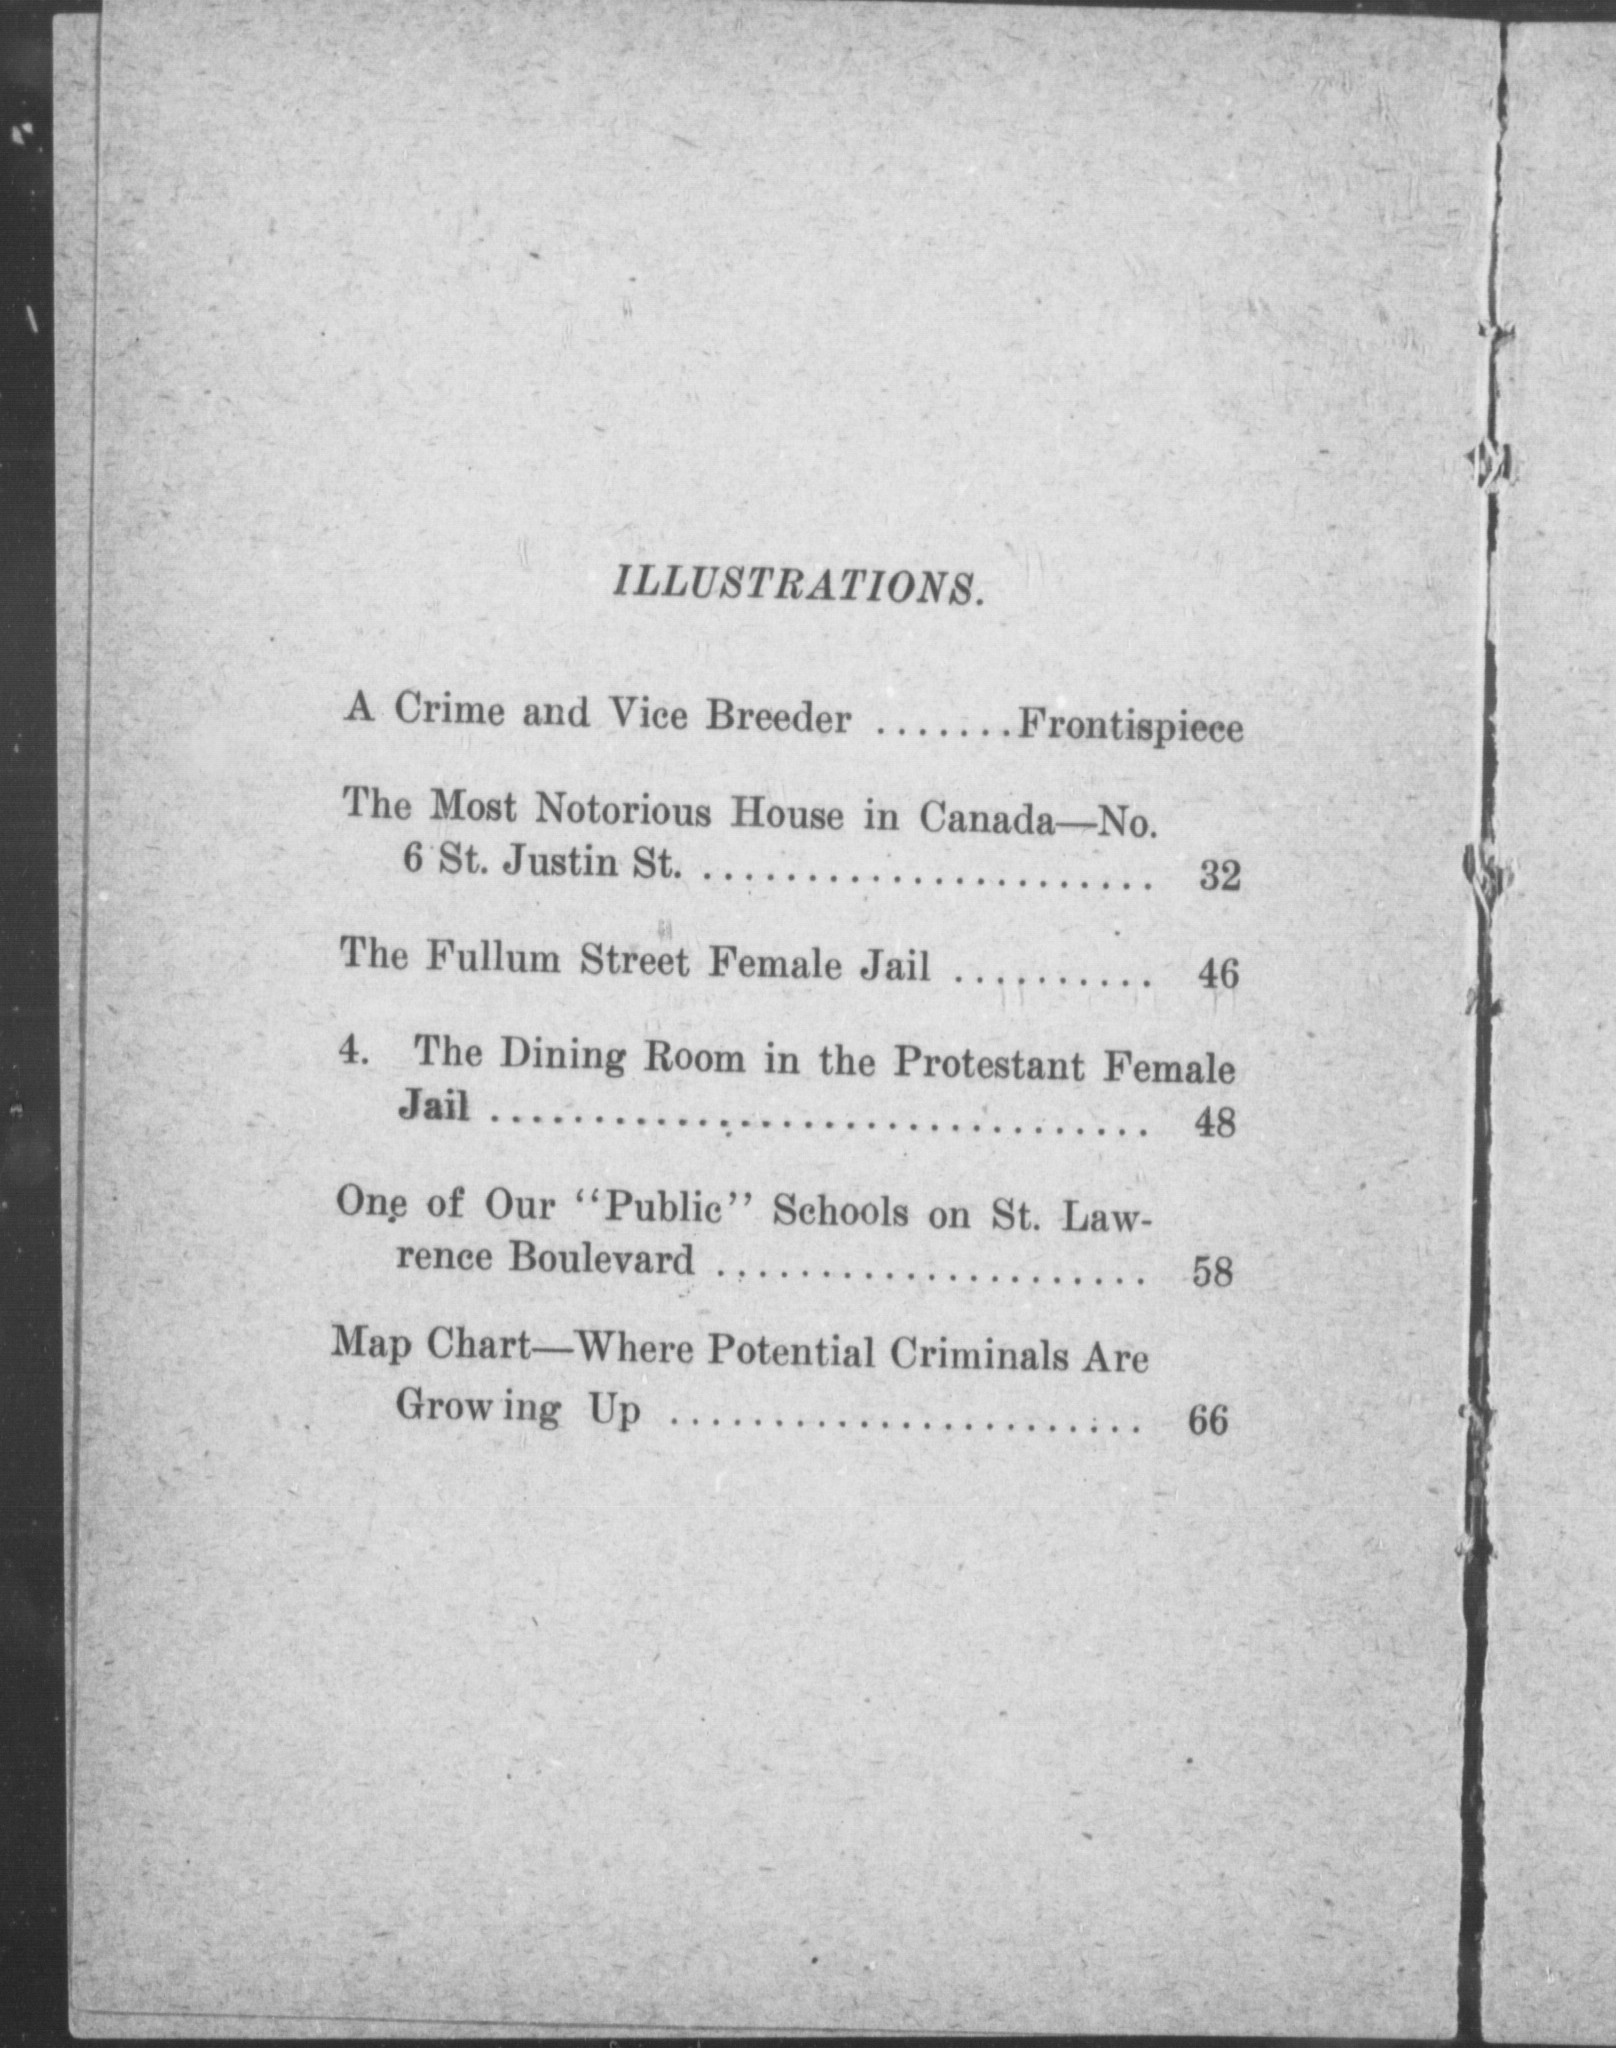 ILLUSTRATIONS.
A Crime and Vice Breeder .......Frontispiece
The Most Notorious House in Canada—No.
6 St. Justin St. ...................... 32
The Fullum Street Female Jail .......... 46
4. The Dining Room in the Protestant Female
Jail ................................ 48
One of Our "Public" Schools on St. Law-
rence Boulevard ..................... 58
Map Chart—Where Potential Criminals Are
Growing Up ....................... 66